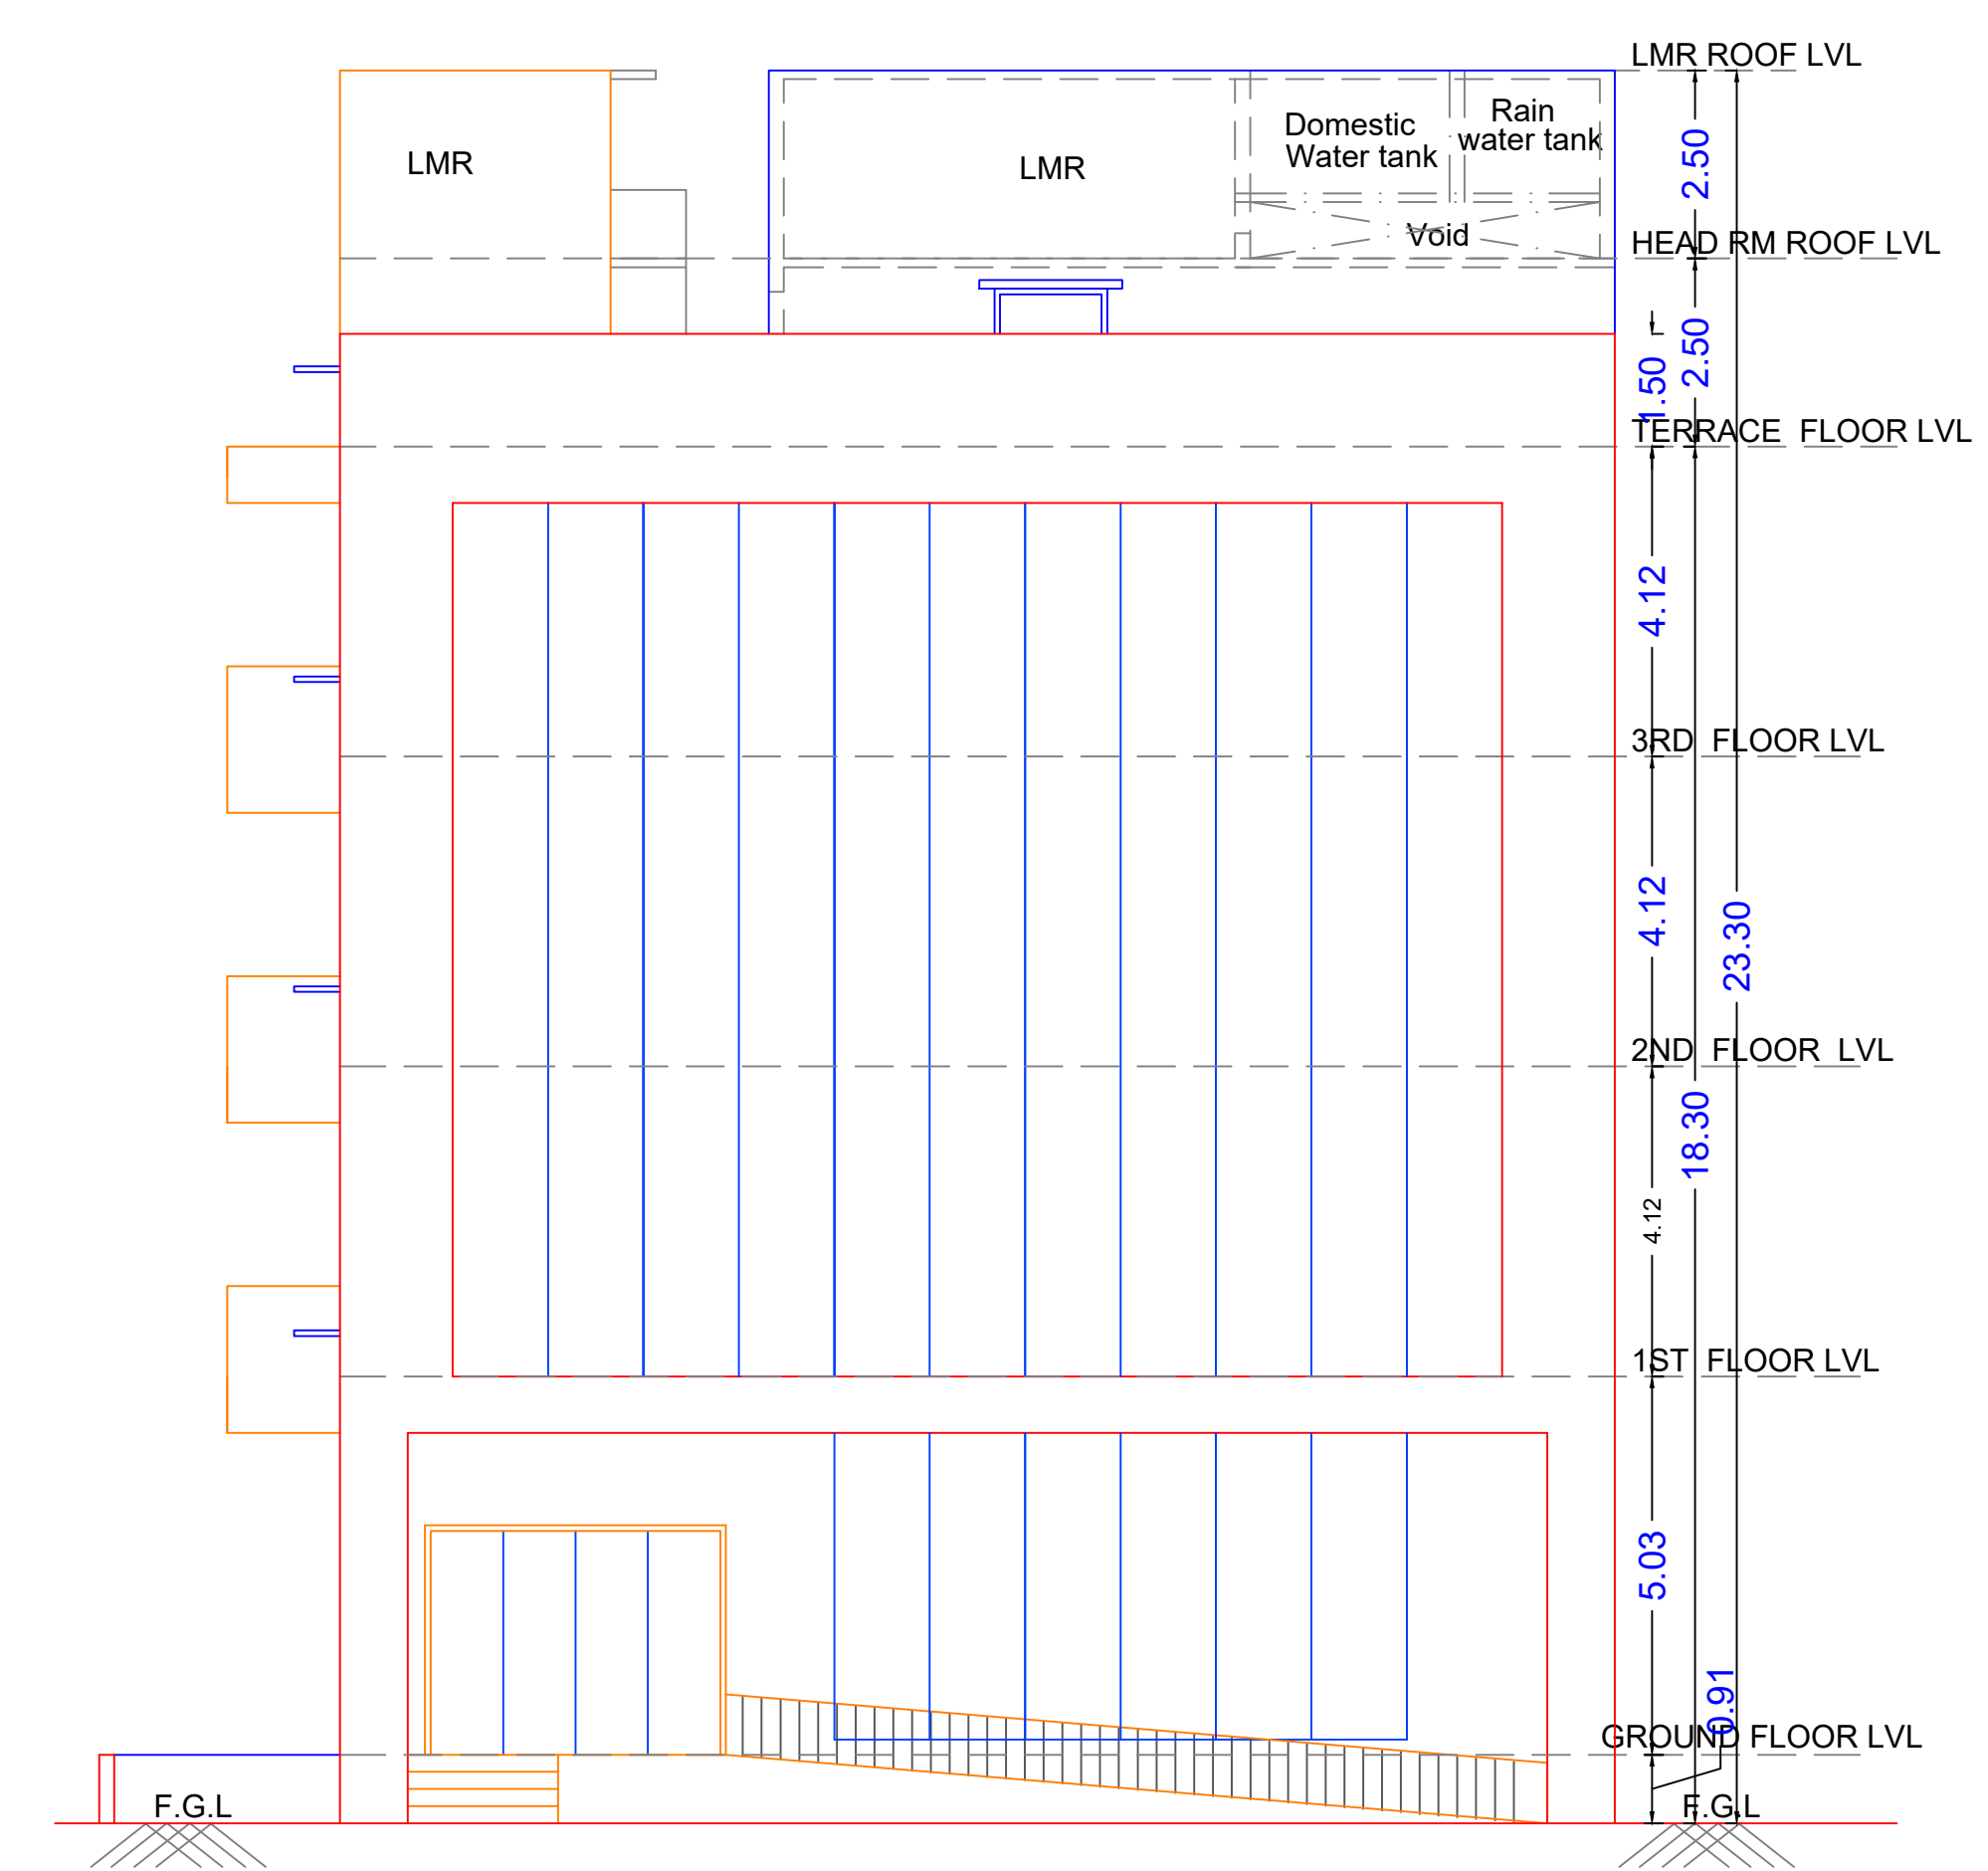 LMR ROOF LVL
LMR
LMR
Domestic
Water tank
Rain
water tank
Void
2.50
HEAD RM ROOF LVL
2.50
1.50
TERRACE FLOOR LVL
4.12
3RD FLOOR LVL
4.12
23.30
2ND FLOOR LVL
18.30
4.12
1ST FLOOR LVL
5.03
0.91
GROUND FLOOR LVL
F.G.L
F.G.L